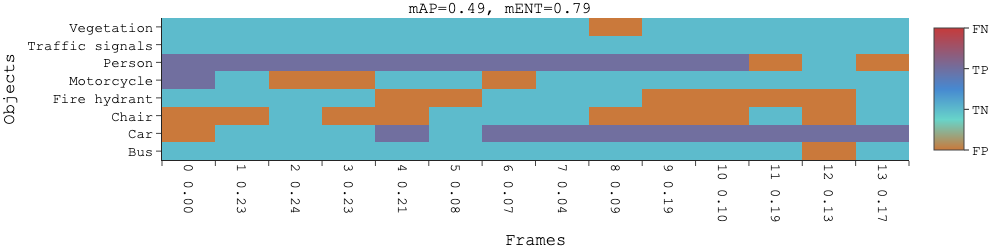 mAP=0.49, mENT=0.79
Objects
Vegetation
Traffic signals
Person
Motorcycle
Fire hydrant
Chair
Car
Bus
0 0.00
1 0.23
2 0.24
3 0.23
4 0.21
5 0.08
6 0.07
7 0.04
8 0.09
9 0.19
10 0.10
11 0.19
12 0.13
13 0.17
Frames
FN
TP
TN
FP